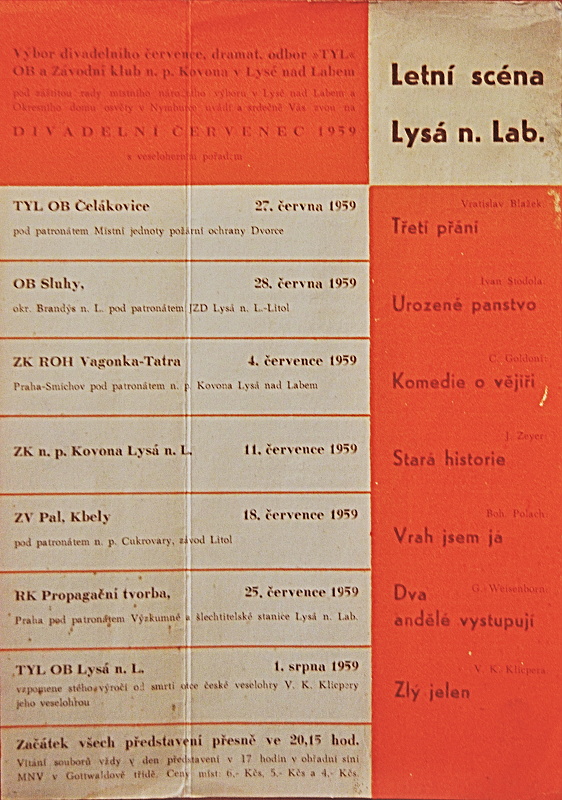 Výbor divadelního července, dramat. odbor »TYL«
OB a Závodní klub n. p. Kovona v Lysé nad Labem
pod záštitou rady místního národního výboru v Lysé nad Labem a
Okresního domu osvěty v Nymburce uvádí a srdečně Vás zvou na
DIVADELNÍ ČERVENEC 1959
s veseloherním pořadem
Letní scéna
Lysá n. Lab.
TYL OB Čelákovice 27. června 1959
pod patronátem Místní jednoty požární ochrany Dvorce
Vratislav Blažek:
Třetí přání
OB Sluhy, 28. června 1959
okr. Brandýs n. L. pod patronátem JZD Lysá n. L.-Litol
Ivan Stodola:
Urozené panstvo
ZK ROH Vagonka-Tatra 4. července 1959
Praha-Smíchov pod patronátem n. p. Kovona Lysá nad Labem
C. Goldoni:
Komedie o vějíři
ZK n. p. Kovona Lysá n. L. 11. července 1959
J. Zeyer:
Stará historie
ZV Pal, Kbely 18. července 1959
pod patronátem n. p. Cukrovary, závod Litol
Boh. Polach:
Vrah jsem já
RK Propagační tvorba, 25. července 1959
Praha pod patronátem Výzkumné a šlechtitelské stanice Lysá n. Lab.
G. Weisenborn:
Dva
andělé vystupují
TYL OB Lysá n. L. 1. srpna 1959
vzpomene stéhovýročí od smrti otce české veselohry V. K. Klicpery
jeho veselohrou
V. K. Klicpera
Zlý jelen
Začátek všech představení přesně ve 20,15 hod.
Vítání souborů vždy v den představení v 17 hodin v obřadní síni
MNV v Gottwaldově třídě. Ceny míst: 6,- Kčs, 5,- Kčs a 4,- Kčs.